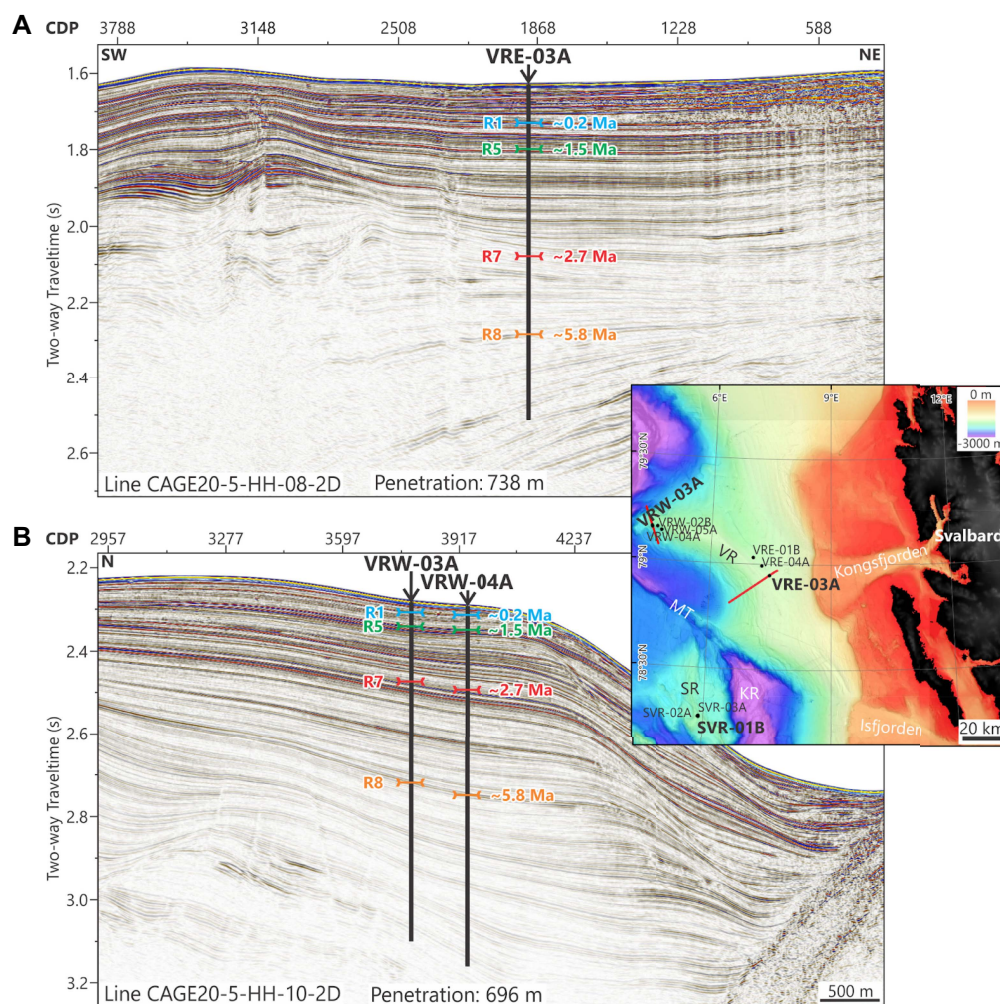 A CDP 3788 3148 2508 1868 1228 588
SW VRE-03A NE
1.6
R1 ~0.2 Ma
1.8 R5 ~1.5 Ma
2.0
R7 ~2.7 Ma
2.2
R8 ~5.8 Ma
2.4
2.6
Two-way Traveltime (s)
Line CAGE20-5-HH-08-2D Penetration: 738 m
6°E 9°E 12°E
0 m
-3000 m
79°30'N
VRW-03A
VRW-02B
VRW-05A
VRW-04A
Svalbard
VR VRE-01B
VRE-04A
Kongsfjorden
79°N
VRE-03A
MT
78°30'N
SR KR
SVR-03A
SVR-02A
SVR-01B
Isfjorden
20 km
B CDP 2957 3277 3597 3917 4237
N
2.2 VRW-03A
VRW-04A
R1 ~0.2 Ma
R5 ~1.5 Ma
2.4
R7 ~2.7 Ma
2.6
R8 ~5.8 Ma
2.8
3.0
3.2
Two-way Traveltime (s)
Line CAGE20-5-HH-10-2D Penetration: 696 m
500 m